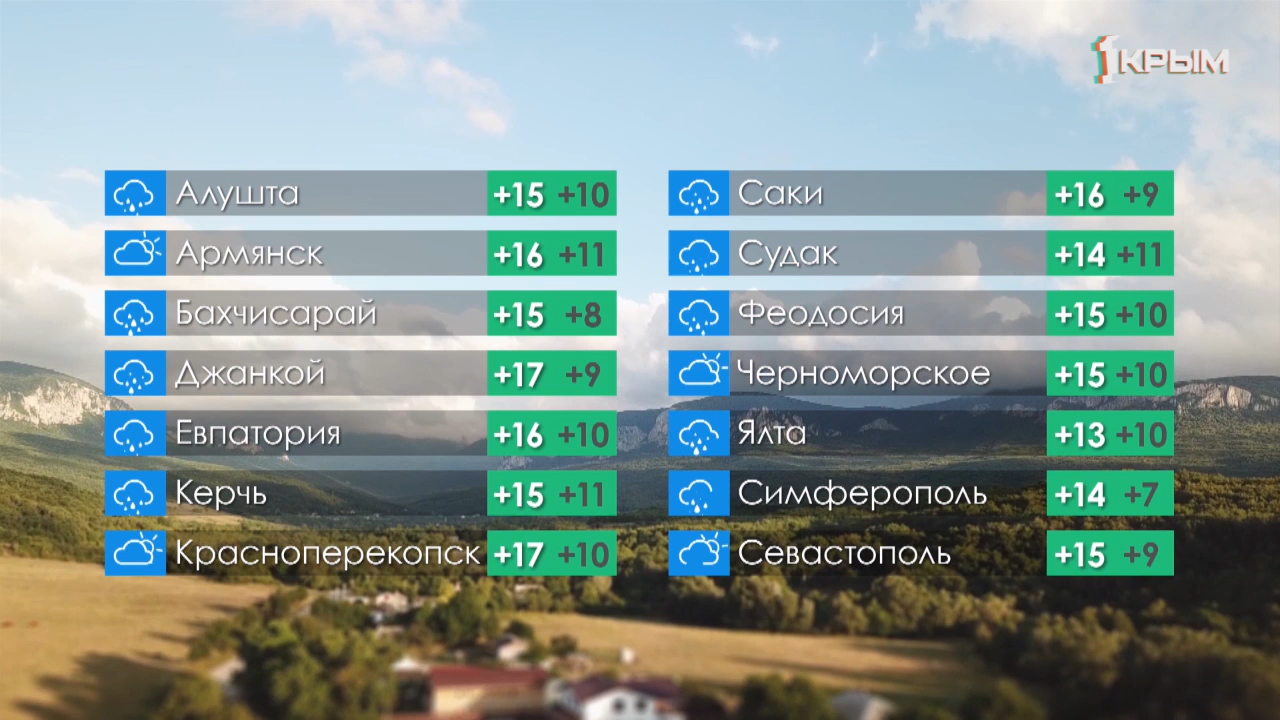 1 КРЫМ
Алушта +15 +10
Армянск +16 +11
Бахчисарай +15 +8
Джанкой +17 +9
Евпатория +16 +10
Керчь +15 +11
Красноперекопск +17 +10
Саки +16 +9
Судак +14 +11
Феодосия +15 +10
Черноморское +15 +10
Ялта +13 +10
Симферополь +14 +7
Севастополь +15 +9